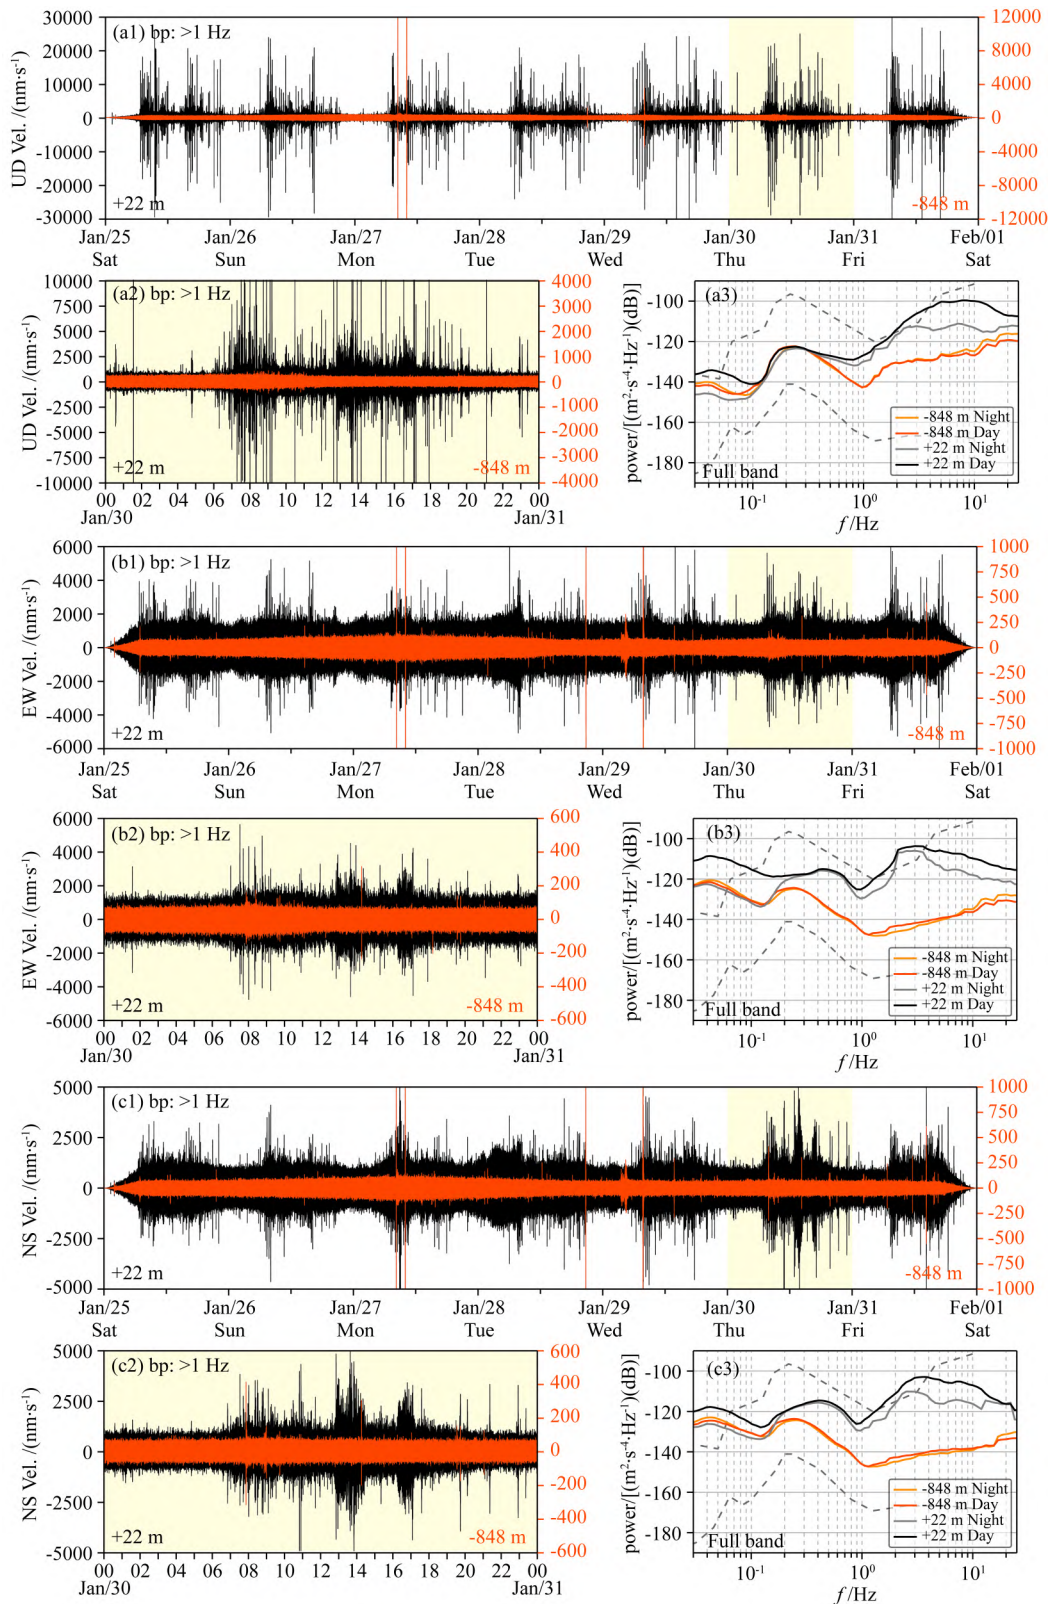 (a1) bp: >1 Hz
UD Vel. /(nm·s⁻¹)
30000
20000
10000
0
-10000
-20000
-30000
12000
8000
4000
0
-4000
-8000
-12000
+22 m
-848 m
Jan/25 Jan/26 Jan/27 Jan/28 Jan/29 Jan/30 Jan/31 Feb/01
Sat Sun Mon Tue Wed Thu Fri Sat
(a2) bp: >1 Hz
UD Vel. /(nm·s⁻¹)
10000
7500
5000
2500
0
-2500
-5000
-7500
-10000
4000
3000
2000
1000
0
-1000
-2000
-3000
-4000
+22 m
-848 m
00 02 04 06 08 10 12 14 16 18 20 22 00
Jan/30 Jan/31
(a3)
power/[(m²·s⁻⁴·Hz⁻¹)(dB)]
-100
-120
-140
-160
-180
-848 m Night
-848 m Day
+22 m Night
+22 m Day
Full band
10⁻¹ 10⁰ 10¹
f /Hz
(b1) bp: >1 Hz
EW Vel. /(nm·s⁻¹)
6000
4000
2000
0
-2000
-4000
-6000
1000
750
500
250
0
-250
-500
-750
-1000
+22 m
-848 m
Jan/25 Jan/26 Jan/27 Jan/28 Jan/29 Jan/30 Jan/31 Feb/01
Sat Sun Mon Tue Wed Thu Fri Sat
(b2) bp: >1 Hz
EW Vel. /(nm·s⁻¹)
6000
4000
2000
0
-2000
-4000
-6000
600
400
200
0
-200
-400
-600
+22 m
-848 m
00 02 04 06 08 10 12 14 16 18 20 22 00
Jan/30 Jan/31
(b3)
power/[(m²·s⁻⁴·Hz⁻¹)(dB)]
-100
-120
-140
-160
-180
-848 m Night
-848 m Day
+22 m Night
+22 m Day
Full band
10⁻¹ 10⁰ 10¹
f /Hz
(c1) bp: >1 Hz
NS Vel. /(nm·s⁻¹)
5000
2500
0
-2500
-5000
1000
750
500
250
0
-250
-500
-750
-1000
+22 m
-848 m
Jan/25 Jan/26 Jan/27 Jan/28 Jan/29 Jan/30 Jan/31 Feb/01
Sat Sun Mon Tue Wed Thu Fri Sat
(c2) bp: >1 Hz
NS Vel. /(nm·s⁻¹)
5000
2500
0
-2500
-5000
600
400
200
0
-200
-400
-600
+22 m
-848 m
00 02 04 06 08 10 12 14 16 18 20 22 00
Jan/30 Jan/31
(c3)
power/[(m²·s⁻⁴·Hz⁻¹)(dB)]
-100
-120
-140
-160
-180
-848 m Night
-848 m Day
+22 m Night
+22 m Day
Full band
10⁻¹ 10⁰ 10¹
f /Hz